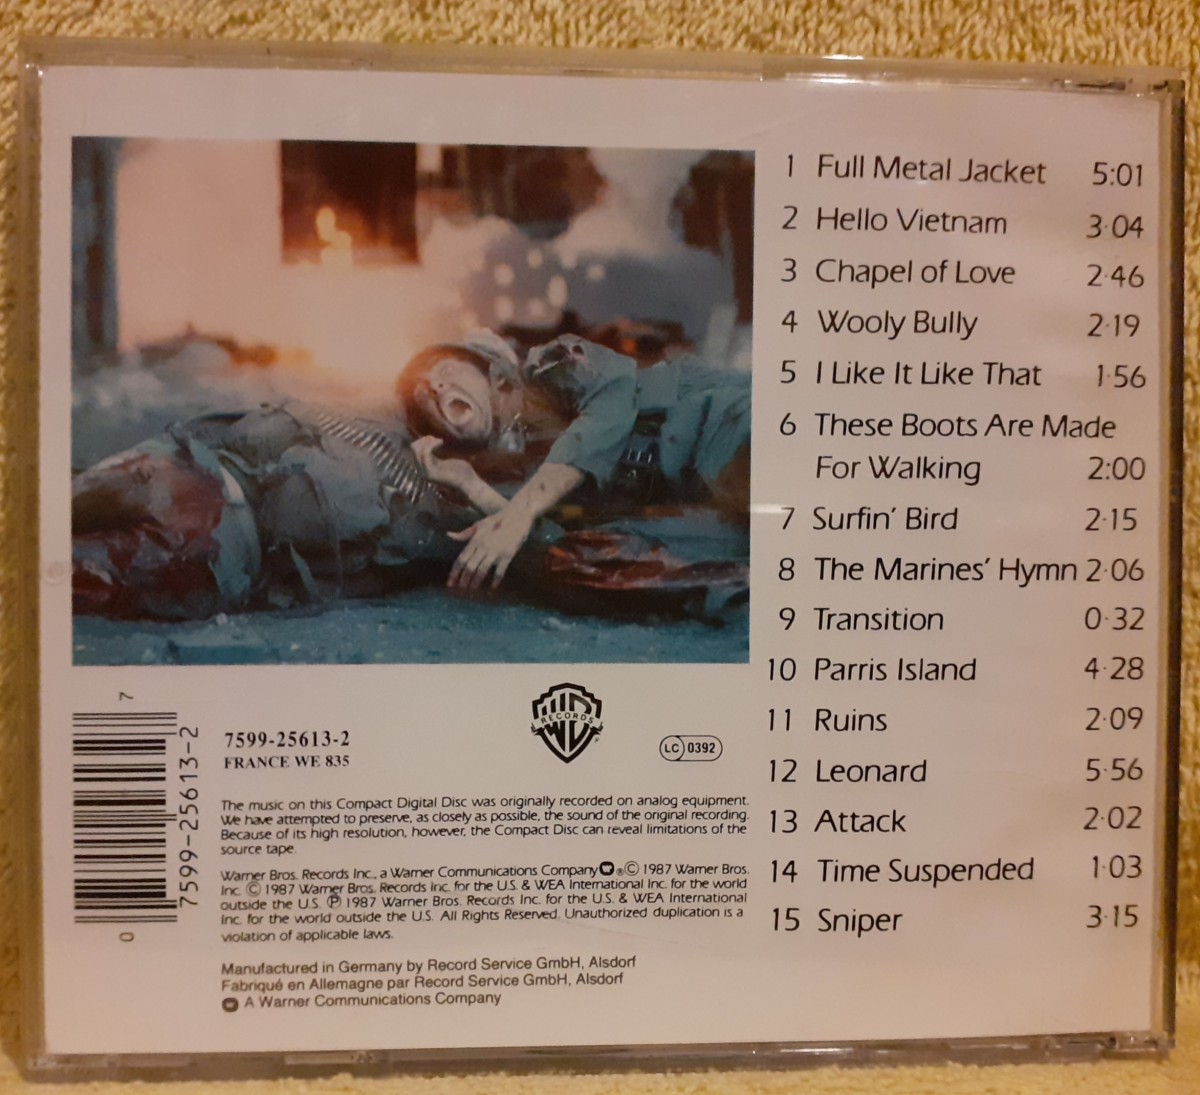 1 Full Metal Jacket 5:01
2 Hello Vietnam 3·04
3 Chapel of Love 2·46
4 Wooly Bully 2·19
5 I Like It Like That 1·56
6 These Boots Are Made
For Walking 2:00
7 Surfin' Bird 2·15
8 The Marines' Hymn 2·06
9 Transition 0·32
10 Parris Island 4·28
11 Ruins 2·09
12 Leonard 5·56
13 Attack 2·02
14 Time Suspended 1·03
15 Sniper 3·15
7
7599-25613-2
0
7599-25613-2
FRANCE WE 835
RECORDS
LC 0392
The music on this Compact Digital Disc was originally recorded on analog equipment.
We have attempted to preserve, as closely as possible, the sound of the original recording.
Because of its high resolution, however, the Compact Disc can reveal limitations of the
source tape.
Warner Bros. Records Inc., a Warner Communications Company ® © 1987 Warner Bros.
Inc. © 1987 Warner Bros. Records Inc. for the U.S. & WEA International Inc. for the world
outside the U.S. ℗ 1987 Warner Bros. Records Inc. for the U.S. & WEA International
Inc. for the world outside the U.S. All Rights Reserved. Unauthorized duplication is a
violation of applicable laws.
Manufactured in Germany by Record Service GmbH, Alsdorf
Fabriqué en Allemagne par Record Service GmbH, Alsdorf
A Warner Communications Company